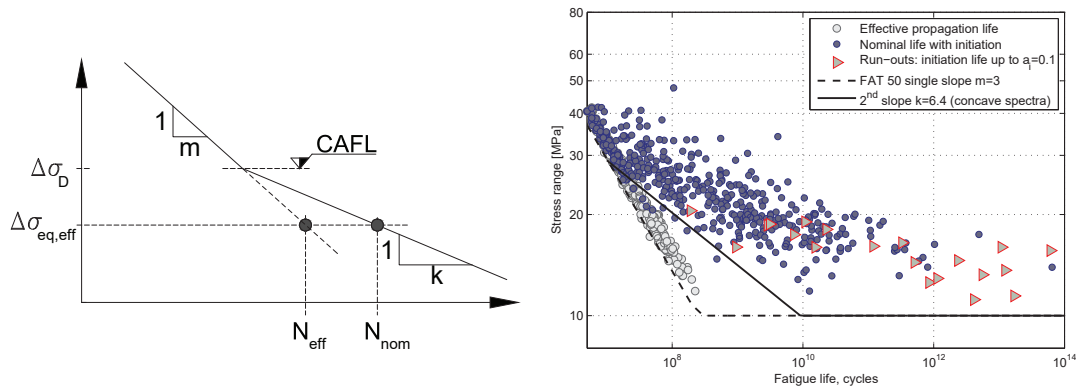 1
m
CAFL
Δσ_D
Δσ_eq,eff
1
k
N_eff
N_nom
Stress range [MPa]
80
60
50
40
30
20
10
Effective propagation life
Nominal life with initiation
Run-outs: initiation life up to a_i=0.1
FAT 50 single slope m=3
2^nd slope k=6.4 (concave spectra)
10^8
10^10
10^12
10^14
Fatigue life, cycles